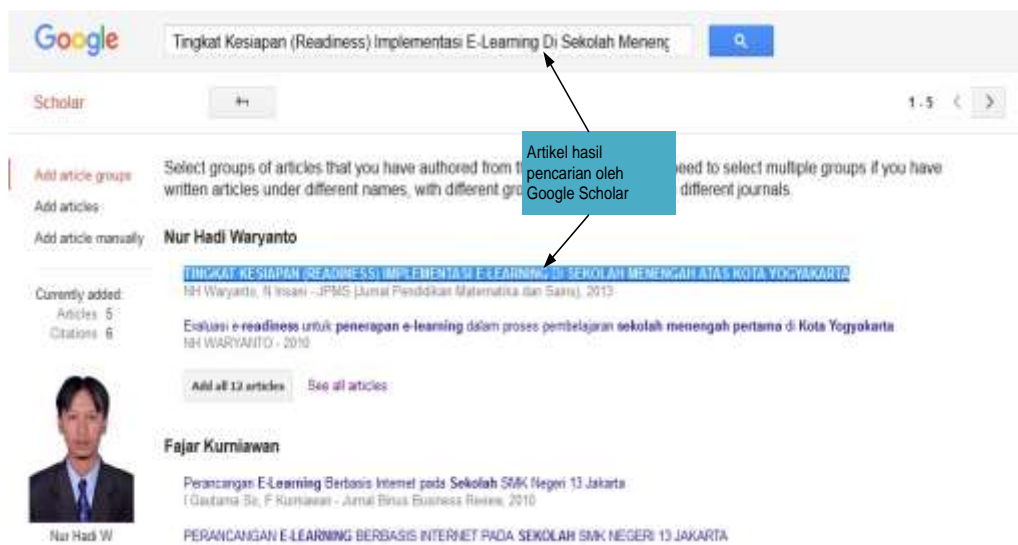 Google
Tingkat Kesiapan (Readiness) Implementasi E-Learning Di Sekolah Meneng
Scholar
1 - 5
Artikel hasil
pencarian oleh
Google Scholar
Add article groups
Add articles
Add article manually
Select groups of articles that you have authored from t need to select multiple groups if you have
written articles under different names, with different gro different journals.
Nur Hadi Waryanto
TINGKAT KESIAPAN (READINESS) IMPLEMENTASI E-LEARNING DI SEKOLAH MENENGAH ATAS KOTA YOGYAKARTA
NH Waryanto, N Insani - JPMS (Jurnal Pendidikan Matematika dan Sains), 2013
Evaluasi e-readiness untuk penerapan e-learning dalam proses pembelajaran sekolah menengah pertama di Kota Yogyakarta
NH WARYANTO - 2010
Add all 12 articles See all articles
Currently added:
Articles 5
Citations 6
Nur Hadi W
Fajar Kurniawan
Perancangan E-Learning Berbasis Internet pada Sekolah SMK Negeri 13 Jakarta
I Gautama So, F Kurniawan - Jurnal Binus Business Review, 2010
PERANCANGAN E-LEARNING BERBASIS INTERNET PADA SEKOLAH SMK NEGERI 13 JAKARTA